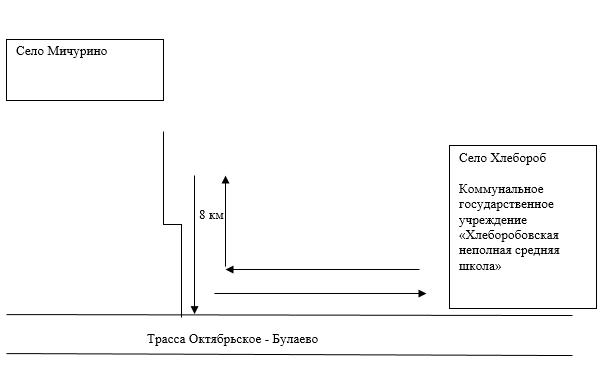 Село Мичурино
Село Хлебороб
Коммунальное
государственное
учреждение
«Хлеборобовская
неполная средняя
школа»
8 км
Трасса Октябрьское - Булаево